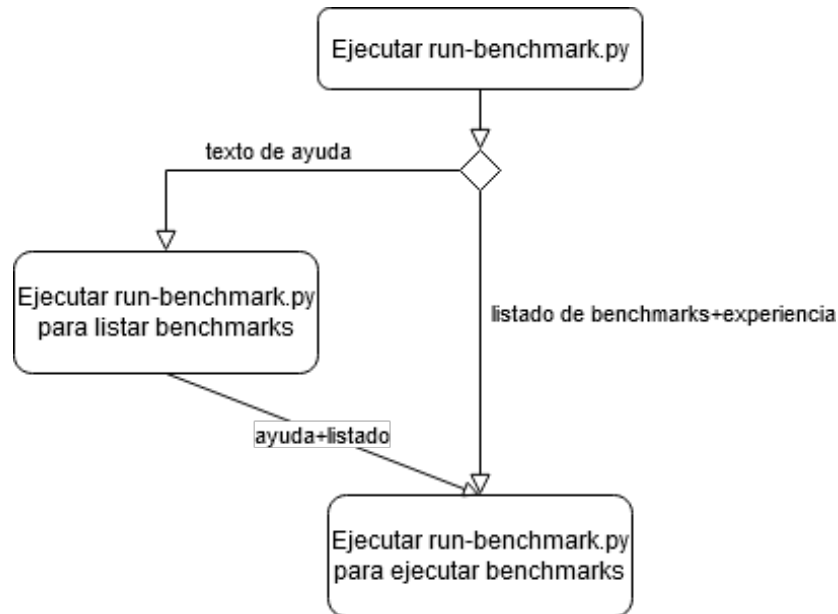 Ejecutar run-benchmark.py
texto de ayuda
Ejecutar run-benchmark.py
para listar benchmarks
listado de benchmarks+experiencia
ayuda+listado
Ejecutar run-benchmark.py
para ejecutar benchmarks